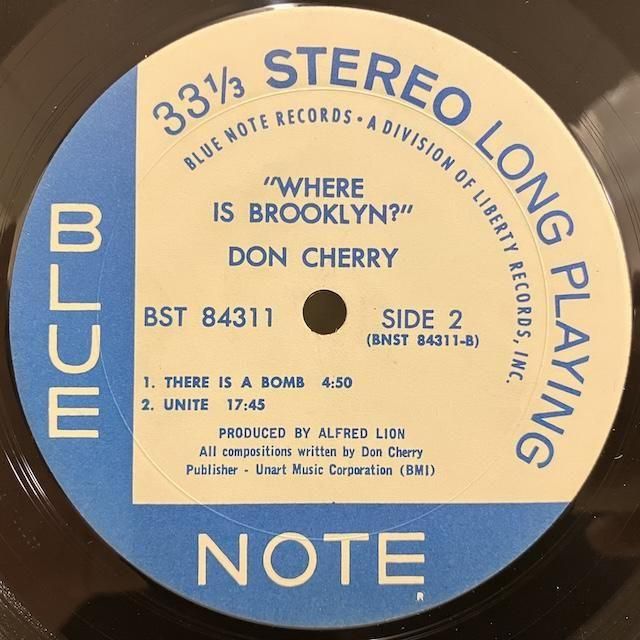 33⅓ STEREO LONG PLAYING
BLUE NOTE RECORDS • A DIVISION OF LIBERTY RECORDS, INC.
"WHERE
IS BROOKLYN?"
DON CHERRY
BST 84311
SIDE 2
(BNST 84311-B)
1. THERE IS A BOMB 4:50
2. UNITE 17:45
PRODUCED BY ALFRED LION
All compositions written by Don Cherry
Publisher - Unart Music Corporation (BMI)
BLUE
NOTE
R